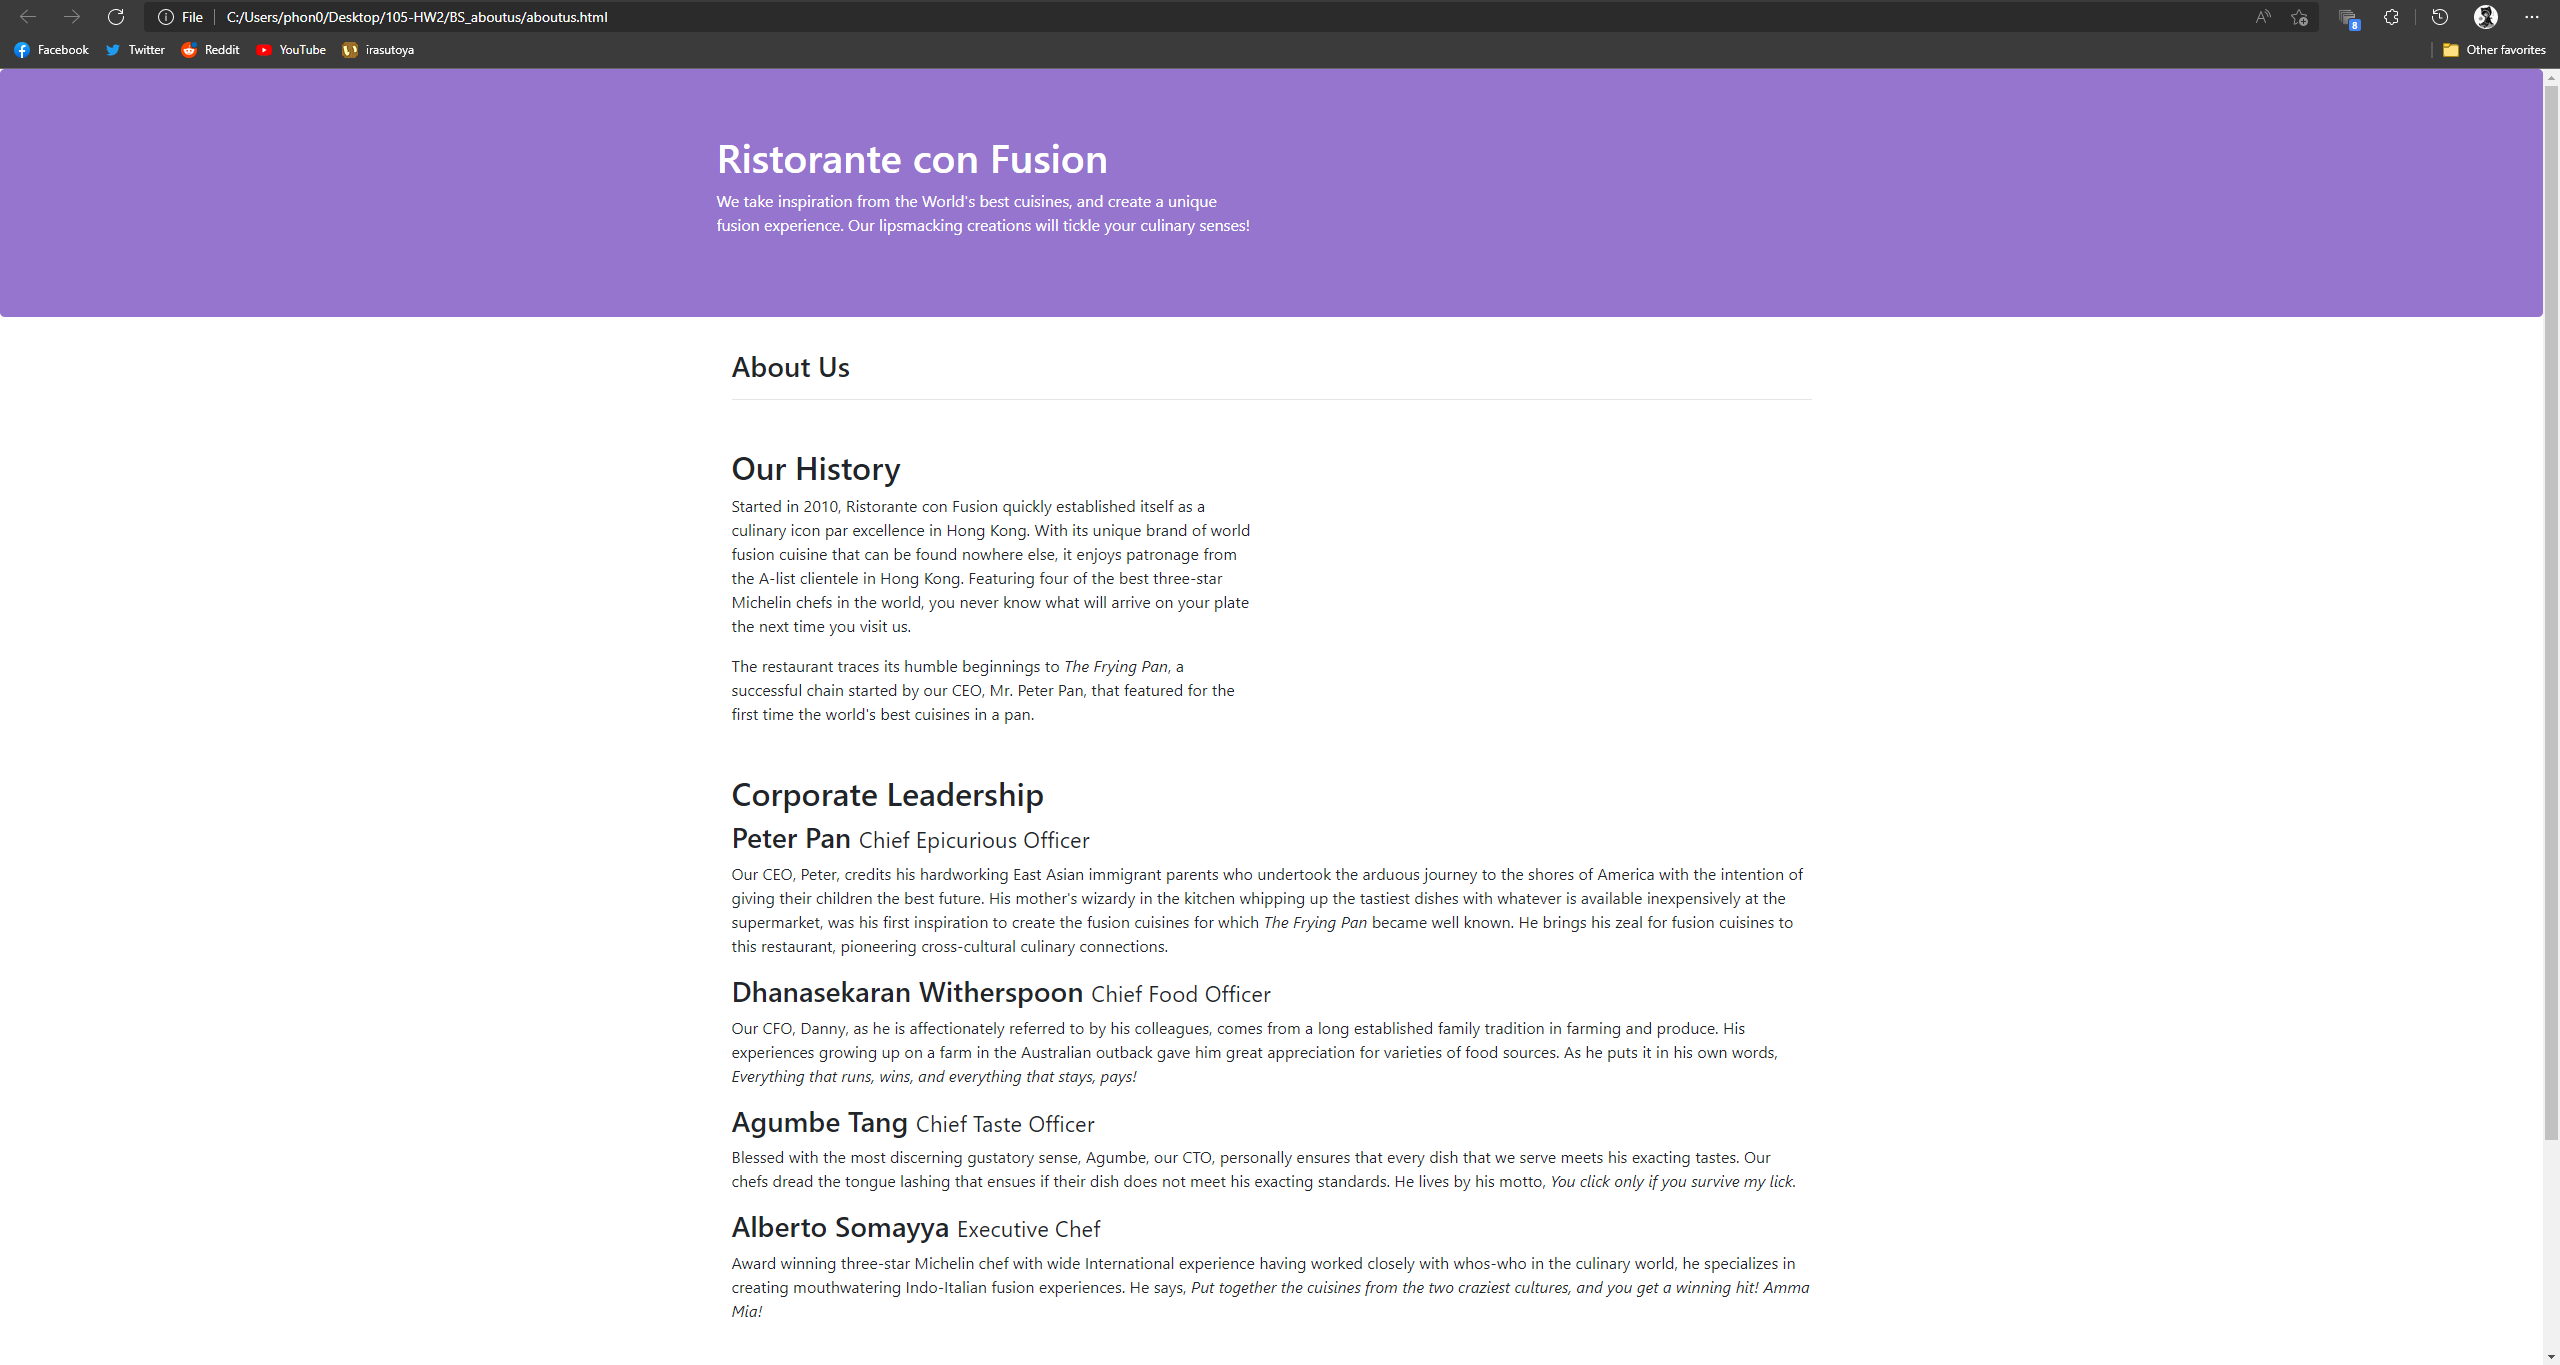 File
C:/Users/phon0/Desktop/105-HW2/BS_aboutus/aboutus.html
8
Facebook
Twitter
Reddit
YouTube
irasutoya
Other favorites
Ristorante con Fusion
We take inspiration from the World's best cuisines, and create a unique
fusion experience. Our lipsmacking creations will tickle your culinary senses!
About Us
Our History
Started in 2010, Ristorante con Fusion quickly established itself as a
culinary icon par excellence in Hong Kong. With its unique brand of world
fusion cuisine that can be found nowhere else, it enjoys patronage from
the A-list clientele in Hong Kong. Featuring four of the best three-star
Michelin chefs in the world, you never know what will arrive on your plate
the next time you visit us.
The restaurant traces its humble beginnings to The Frying Pan, a
successful chain started by our CEO, Mr. Peter Pan, that featured for the
first time the world's best cuisines in a pan.
Corporate Leadership
Peter Pan Chief Epicurious Officer
Our CEO, Peter, credits his hardworking East Asian immigrant parents who undertook the arduous journey to the shores of America with the intention of
giving their children the best future. His mother's wizardy in the kitchen whipping up the tastiest dishes with whatever is available inexpensively at the
supermarket, was his first inspiration to create the fusion cuisines for which The Frying Pan became well known. He brings his zeal for fusion cuisines to
this restaurant, pioneering cross-cultural culinary connections.
Dhanasekaran Witherspoon Chief Food Officer
Our CFO, Danny, as he is affectionately referred to by his colleagues, comes from a long established family tradition in farming and produce. His
experiences growing up on a farm in the Australian outback gave him great appreciation for varieties of food sources. As he puts it in his own words,
Everything that runs, wins, and everything that stays, pays!
Agumbe Tang Chief Taste Officer
Blessed with the most discerning gustatory sense, Agumbe, our CTO, personally ensures that every dish that we serve meets his exacting tastes. Our
chefs dread the tongue lashing that ensues if their dish does not meet his exacting standards. He lives by his motto, You click only if you survive my lick.
Alberto Somayya Executive Chef
Award winning three-star Michelin chef with wide International experience having worked closely with whos-who in the culinary world, he specializes in
creating mouthwatering Indo-Italian fusion experiences. He says, Put together the cuisines from the two craziest cultures, and you get a winning hit! Amma
Mia!